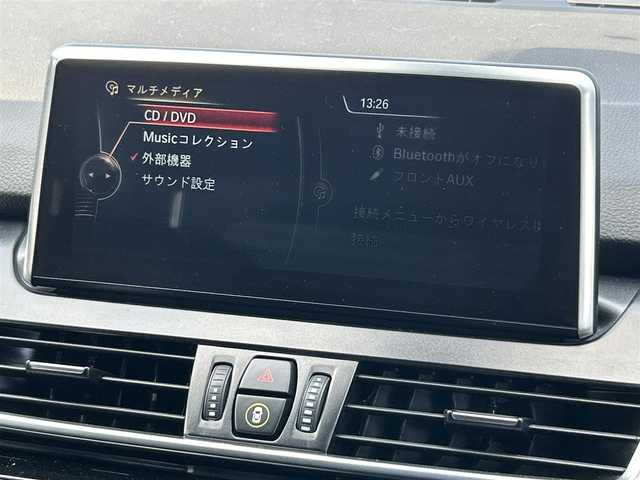 マルチメディア
CD / DVD
Musicコレクション
外部機器
サウンド設定
13:26
未接続
Bluetoothがオフになり
フロントAUX
接続メニューからワイヤレス
接続